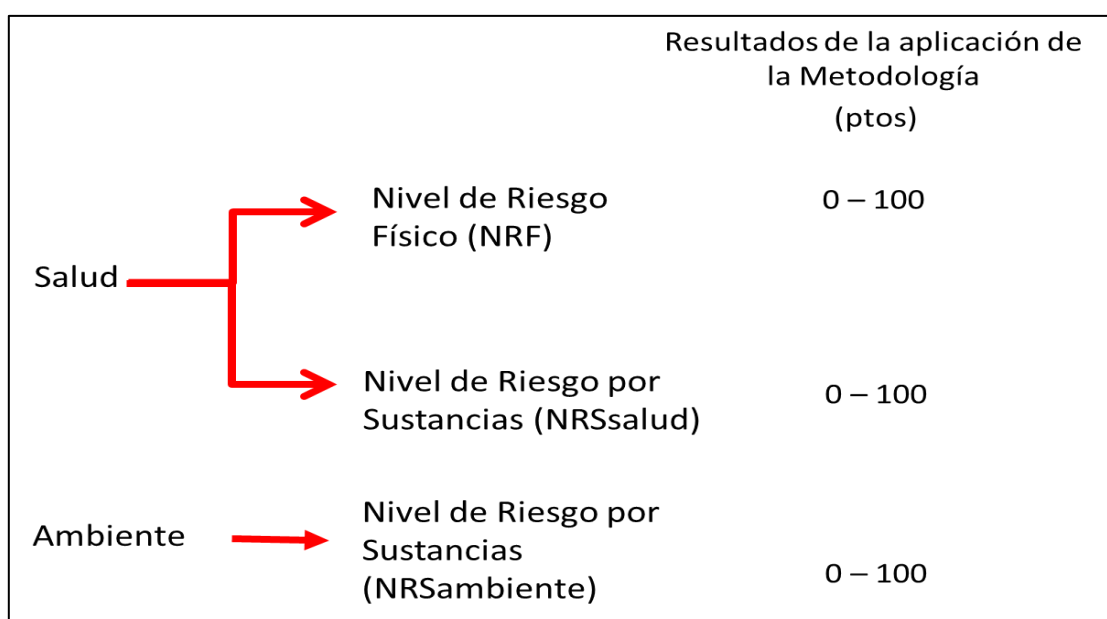 Resultados de la aplicación de
la Metodología
(ptos)
Nivel de Riesgo
Físico (NRF)
0 – 100
Salud
Nivel de Riesgo por
Sustancias (NRSsalud)
0 – 100
Ambiente
Nivel de Riesgo por
Sustancias
(NRSambiente)
0 – 100